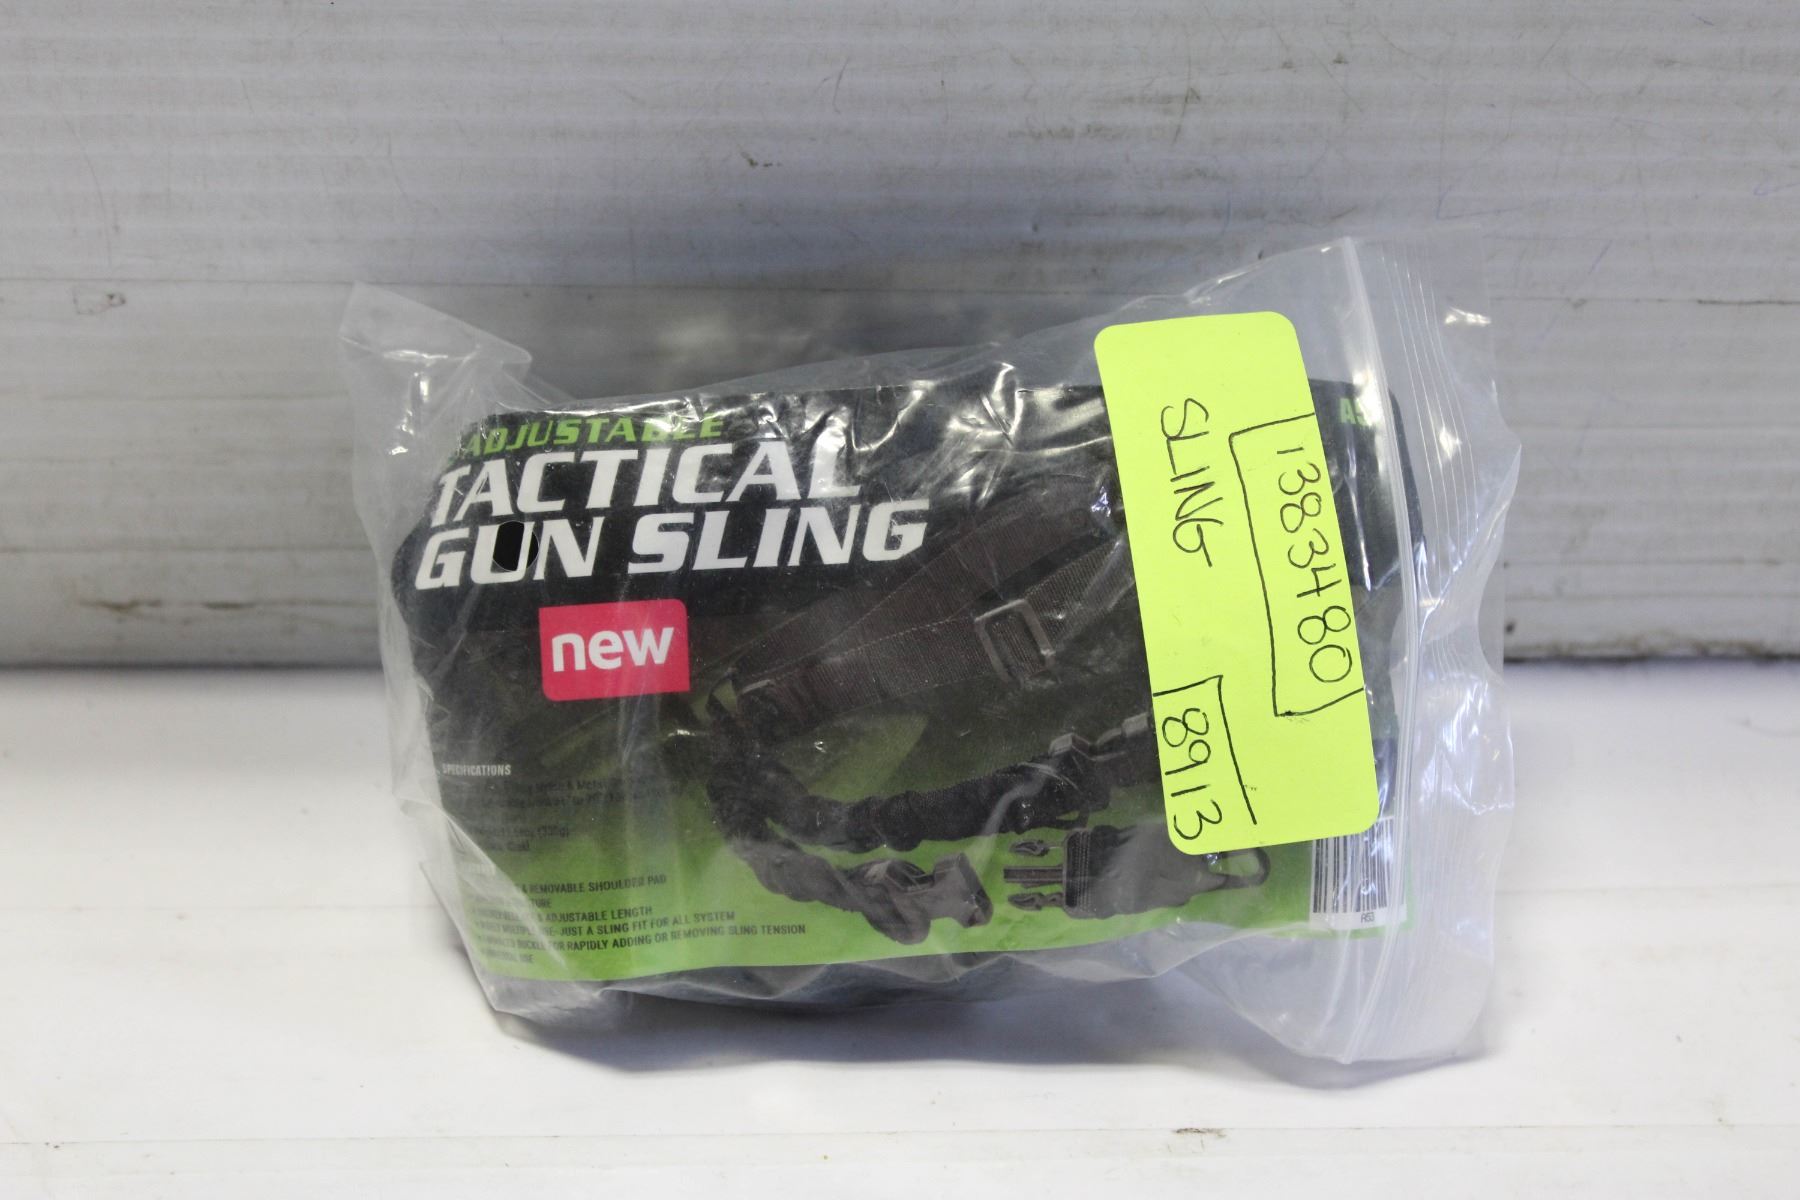 ADJUSTABLE
TACTICAL
GUN SLING
new
SPECIFICATIONS
& REMOVABLE SHOULDER PAD
& ADJUSTABLE LENGTH
JUST A SLING FIT FOR ALL SYSTEM
BUCKLE FOR RAPIDLY ADDING OR REMOVING SLING TENSION
USE
SLING
1383480
8913